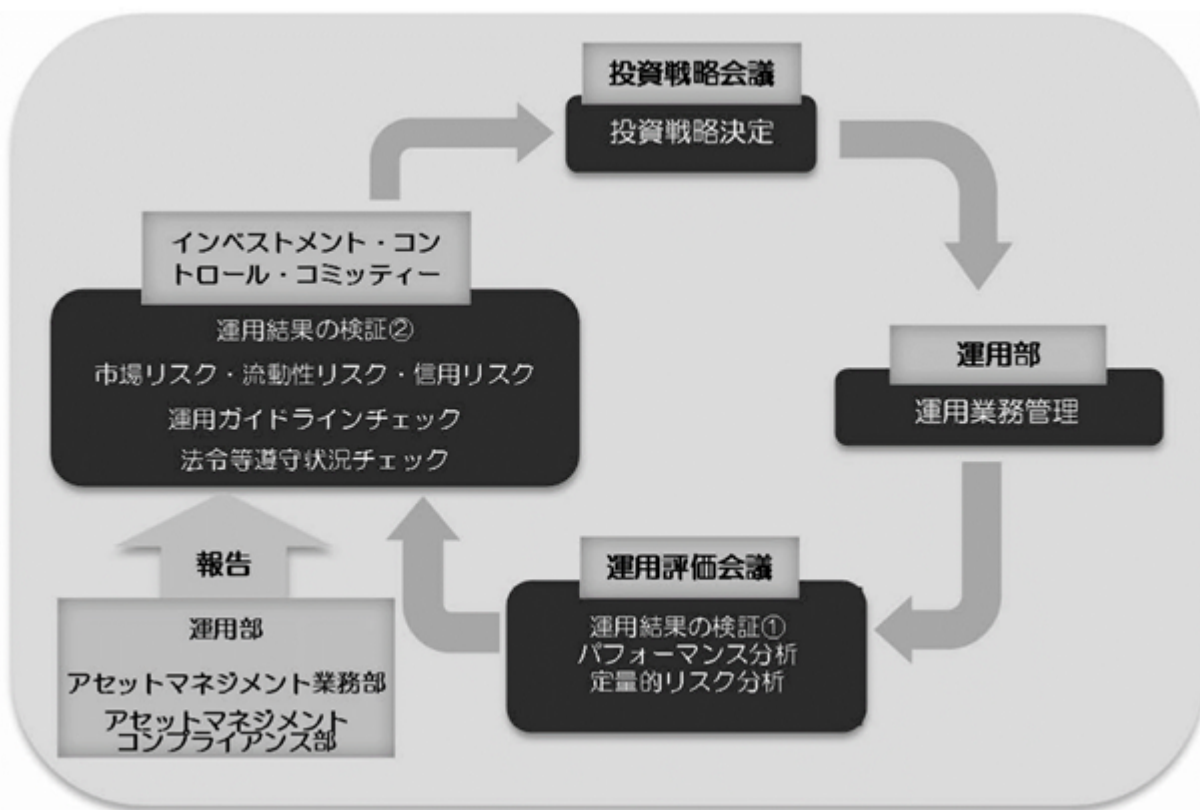 投資戦略会議
投資戦略決定
インベストメント・コン
トロール・コミッティー
運用結果の検証②
市場リスク・流動性リスク・信用リスク
運用ガイドラインチェック
法令等遵守状況チェック
運用部
運用業務管理
運用評価会議
運用結果の検証①
パフォーマンス分析
定量的リスク分析
報告
運用部
アセットマネジメント業務部
アセットマネジメント
コンプライアンス部